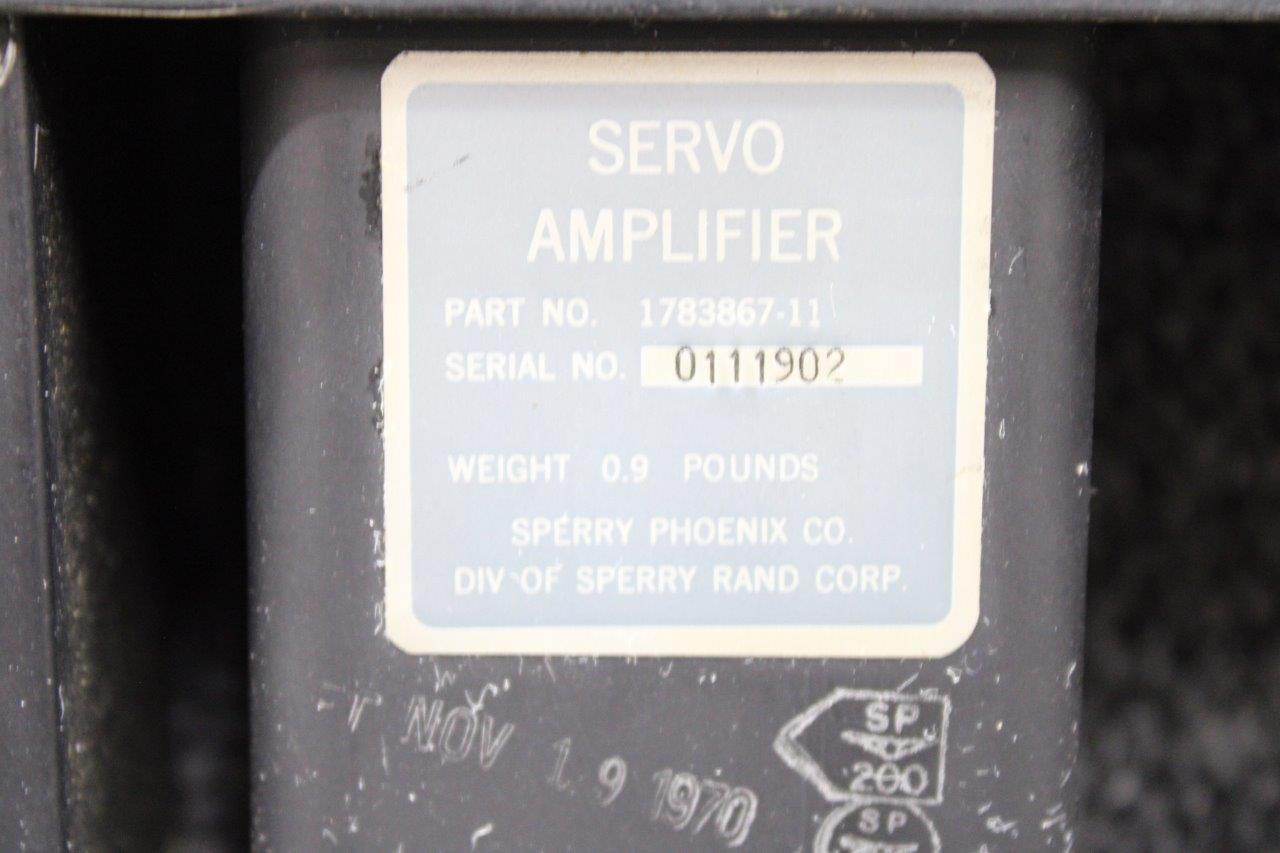 SERVO
AMPLIFIER
PART NO. 1783867-11
SERIAL NO. 0111902
WEIGHT 0.9 POUNDS
SPERRY PHOENIX CO.
DIV OF SPERRY RAND CORP.
NOV 19 1970
SP
200
SP